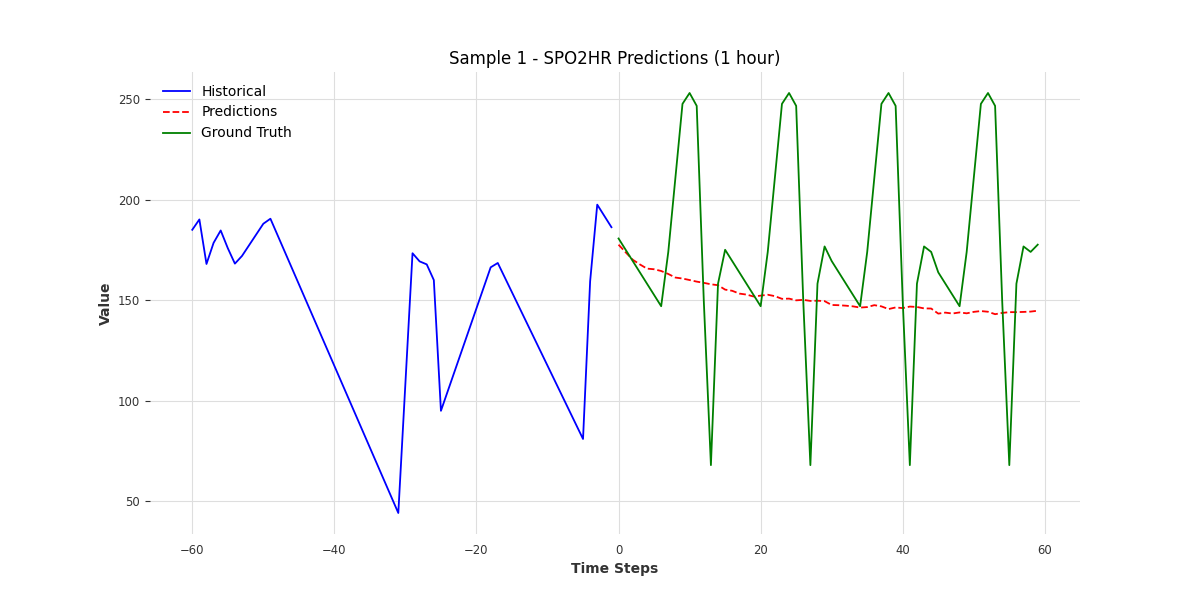 Sample 1 - SPO2HR Predictions (1 hour)
Historical
Predictions
Ground Truth
250
200
150
100
50
Value
−60
−40
−20
0
20
40
60
Time Steps